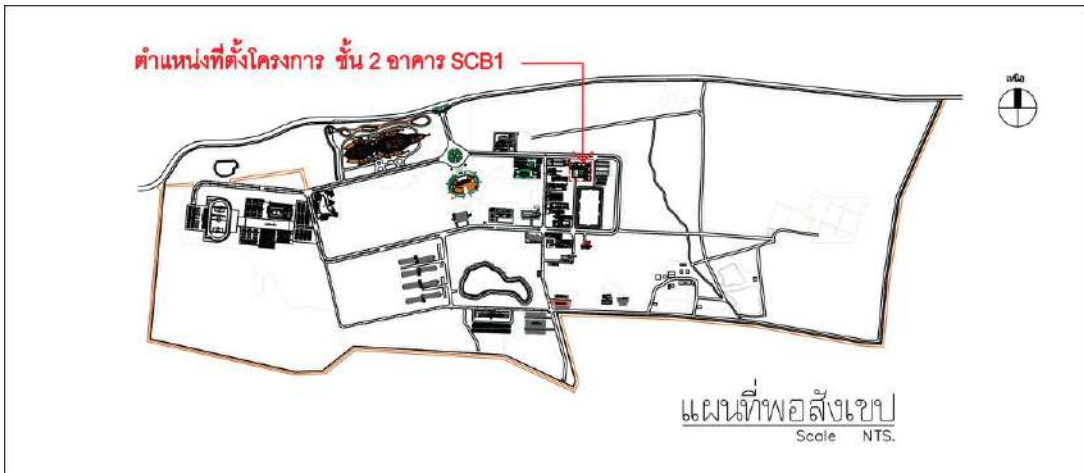 ตำแหน่งที่ตั้งโครงการ ชั้น 2 อาคาร SCB1
เหนือ
แผนที่พอสังเขป
Scale NTS.